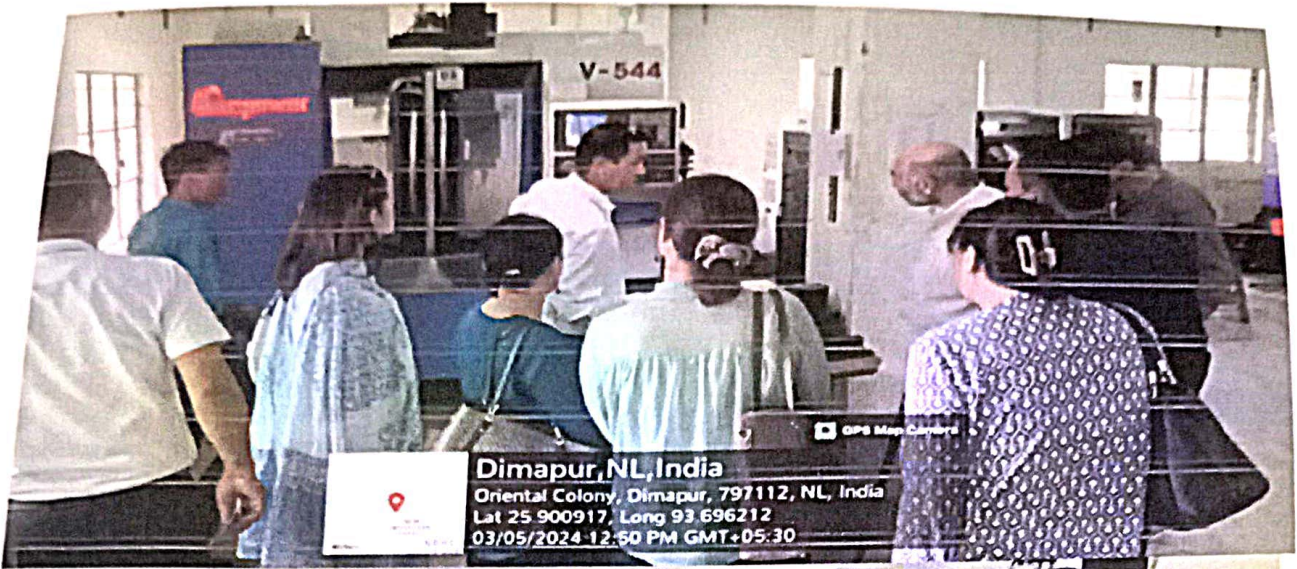 V-544
GPS Map Camera
Dimapur,NL,India
Oriental Colony, Dimapur, 797112, NL, India
Lat 25.900917, Long 93.696212
03/05/2024 12:50 PM GMT+05:30